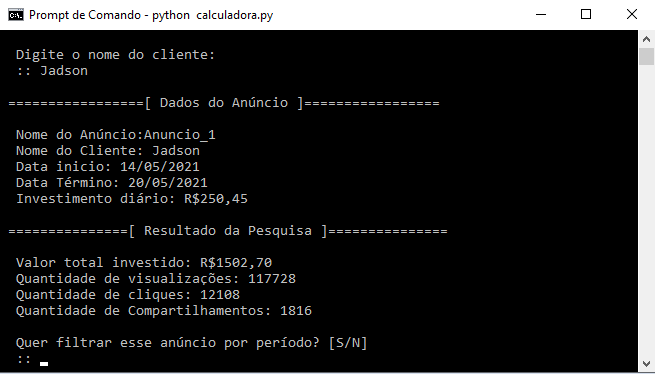 Prompt de Comando - python  calculadora.py
Digite o nome do cliente:
:: Jadson
=================[ Dados do Anúncio ]=================
Nome do Anúncio:Anuncio_1
Nome do Cliente: Jadson
Data inicio: 14/05/2021
Data Término: 20/05/2021
Investimento diário: R$250,45
===============[ Resultado da Pesquisa ]===============
Valor total investido: R$1502,70
Quantidade de visualizações: 117728
Quantidade de cliques: 12108
Quantidade de Compartilhamentos: 1816
Quer filtrar esse anúncio por período? [S/N]
::